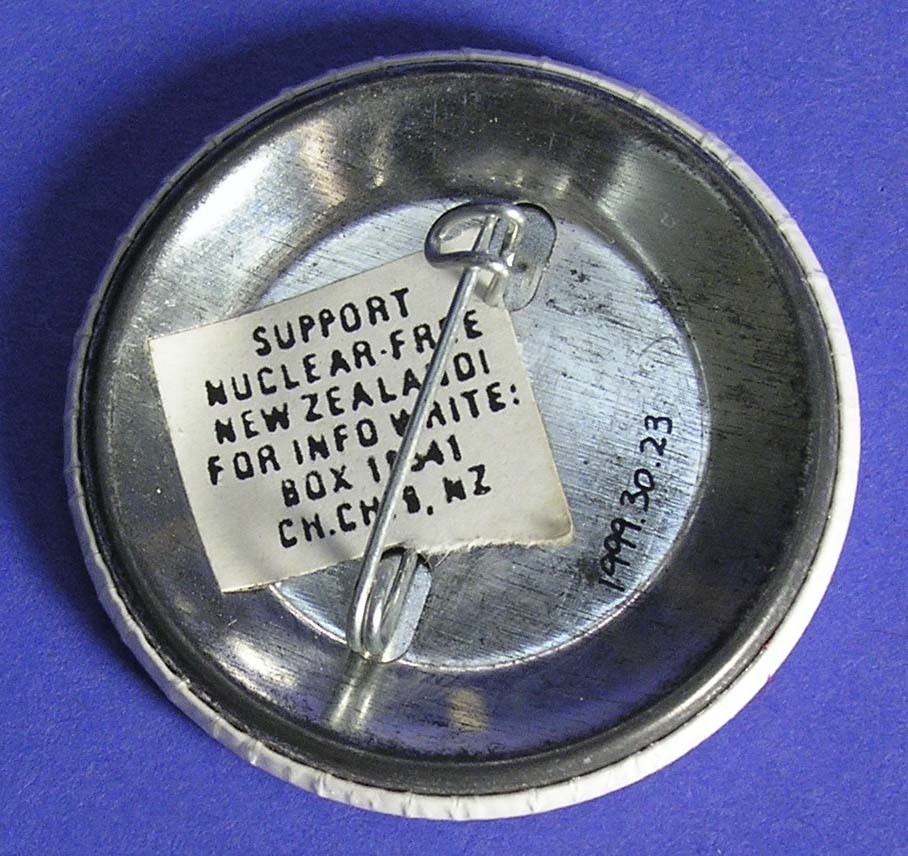 SUPPORT
NUCLEAR-FREE
NEW ZEALAND!
FOR INFO WRITE:
BOX
CH.CH. NZ
1999.30.23